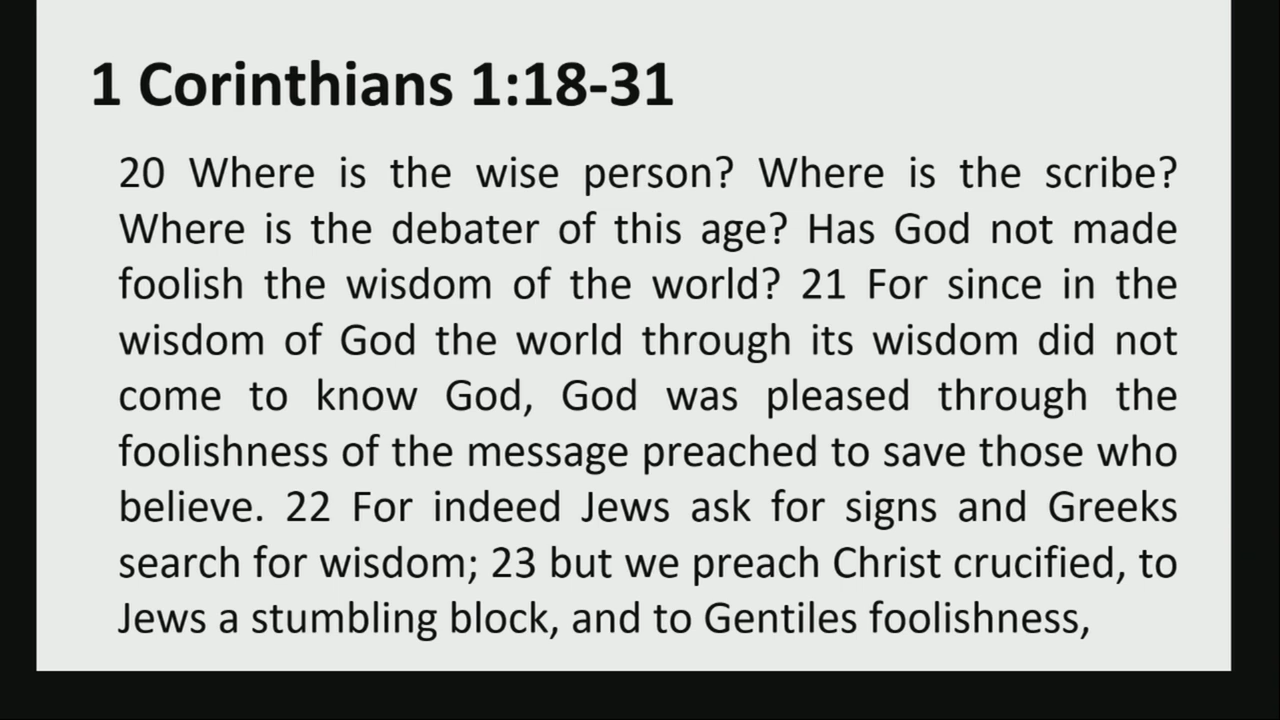 1 Corinthians 1:18-31
20 Where is the wise person? Where is the scribe?
Where is the debater of this age? Has God not made
foolish the wisdom of the world? 21 For since in the
wisdom of God the world through its wisdom did not
come to know God, God was pleased through the
foolishness of the message preached to save those who
believe. 22 For indeed Jews ask for signs and Greeks
search for wisdom; 23 but we preach Christ crucified, to
Jews a stumbling block, and to Gentiles foolishness,